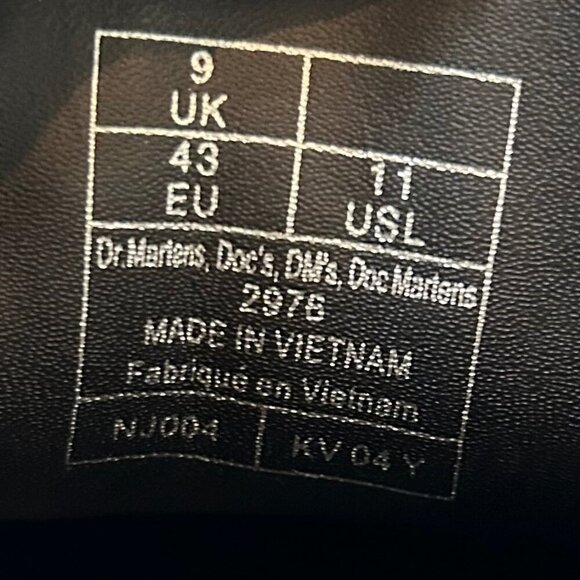 9
UK
43
EU
11
USL
Dr. Martens, Doc's, DM's, Doc Martens
2976
MADE IN VIETNAM
Fabriqué en Vietnam
NJ004
KV 04 Y